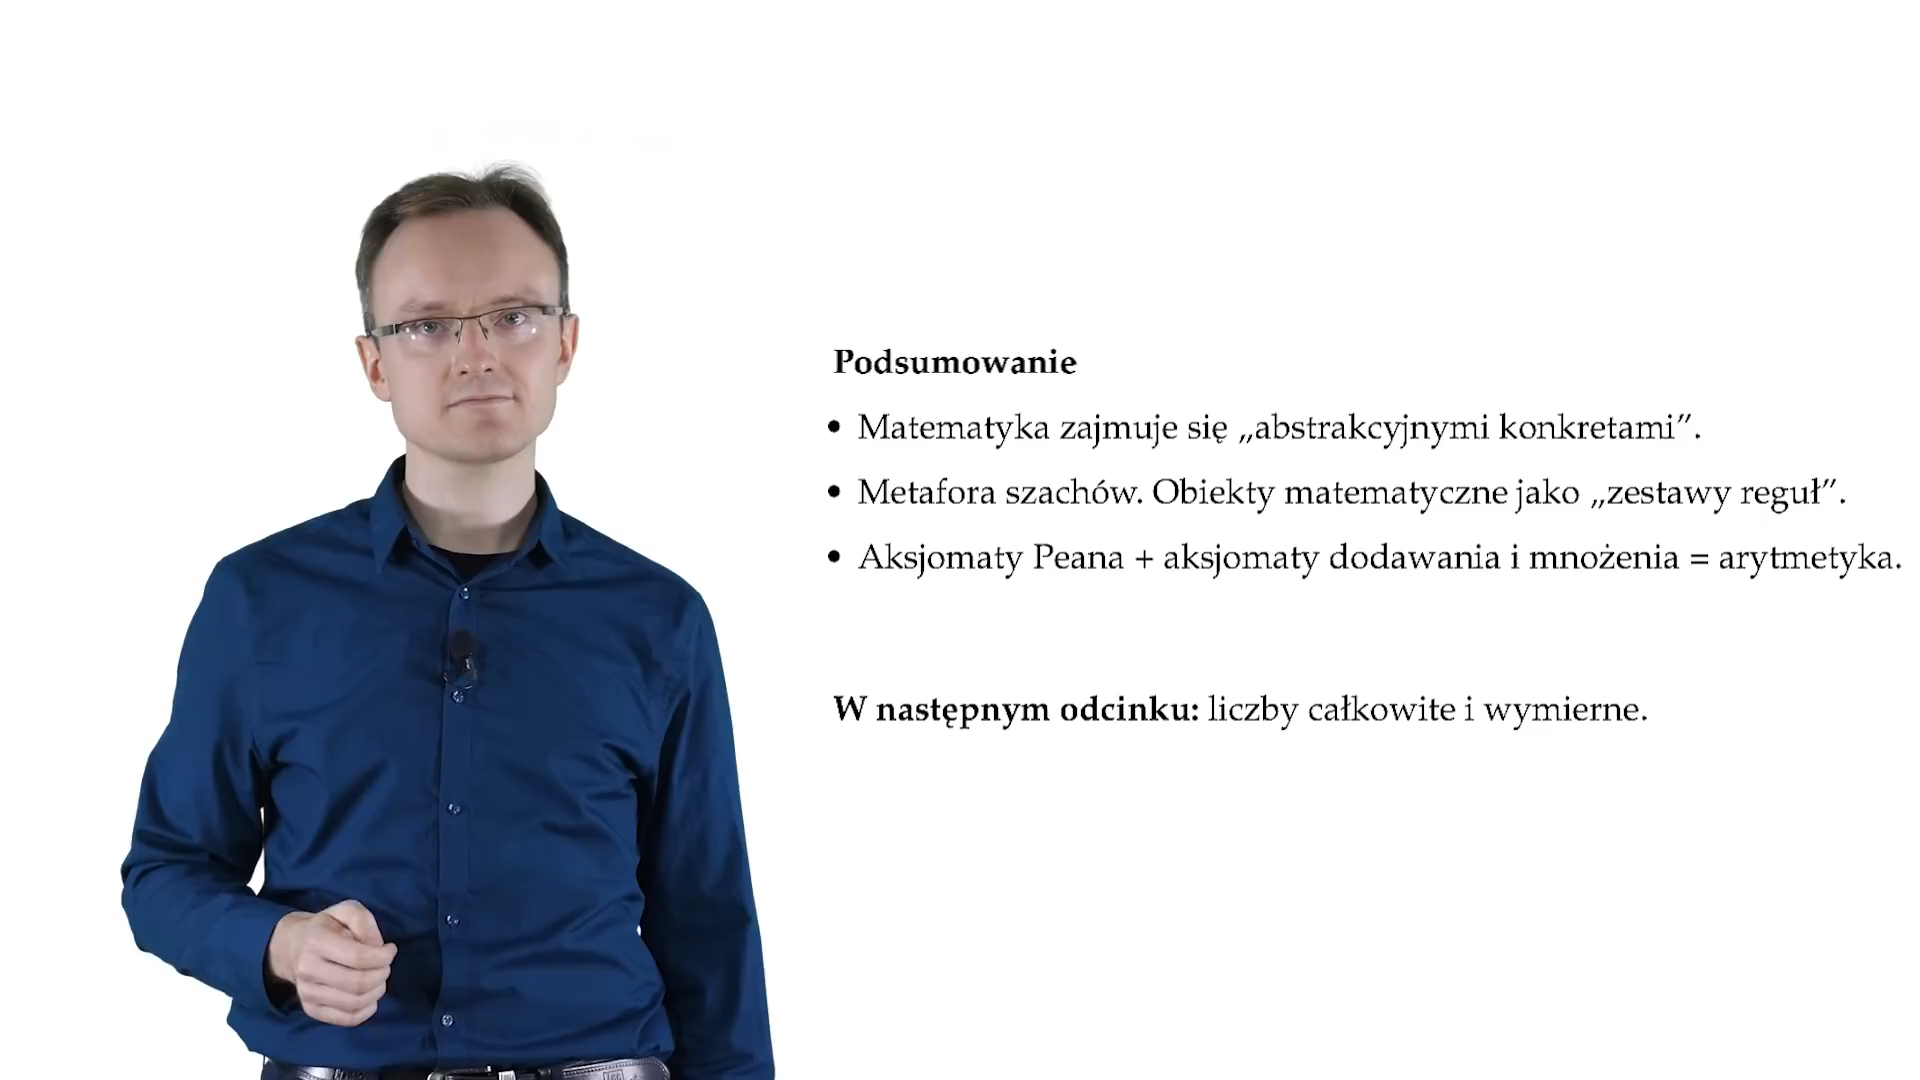 Podsumowanie
• Matematyka zajmuje się „abstrakcyjnymi konkretami”.
• Metafora szachów. Obiekty matematyczne jako „zestawy reguł”.
• Aksjomaty Peana + aksjomaty dodawania i mnożenia = arytmetyka.
W następnym odcinku: liczby całkowite i wymierne.